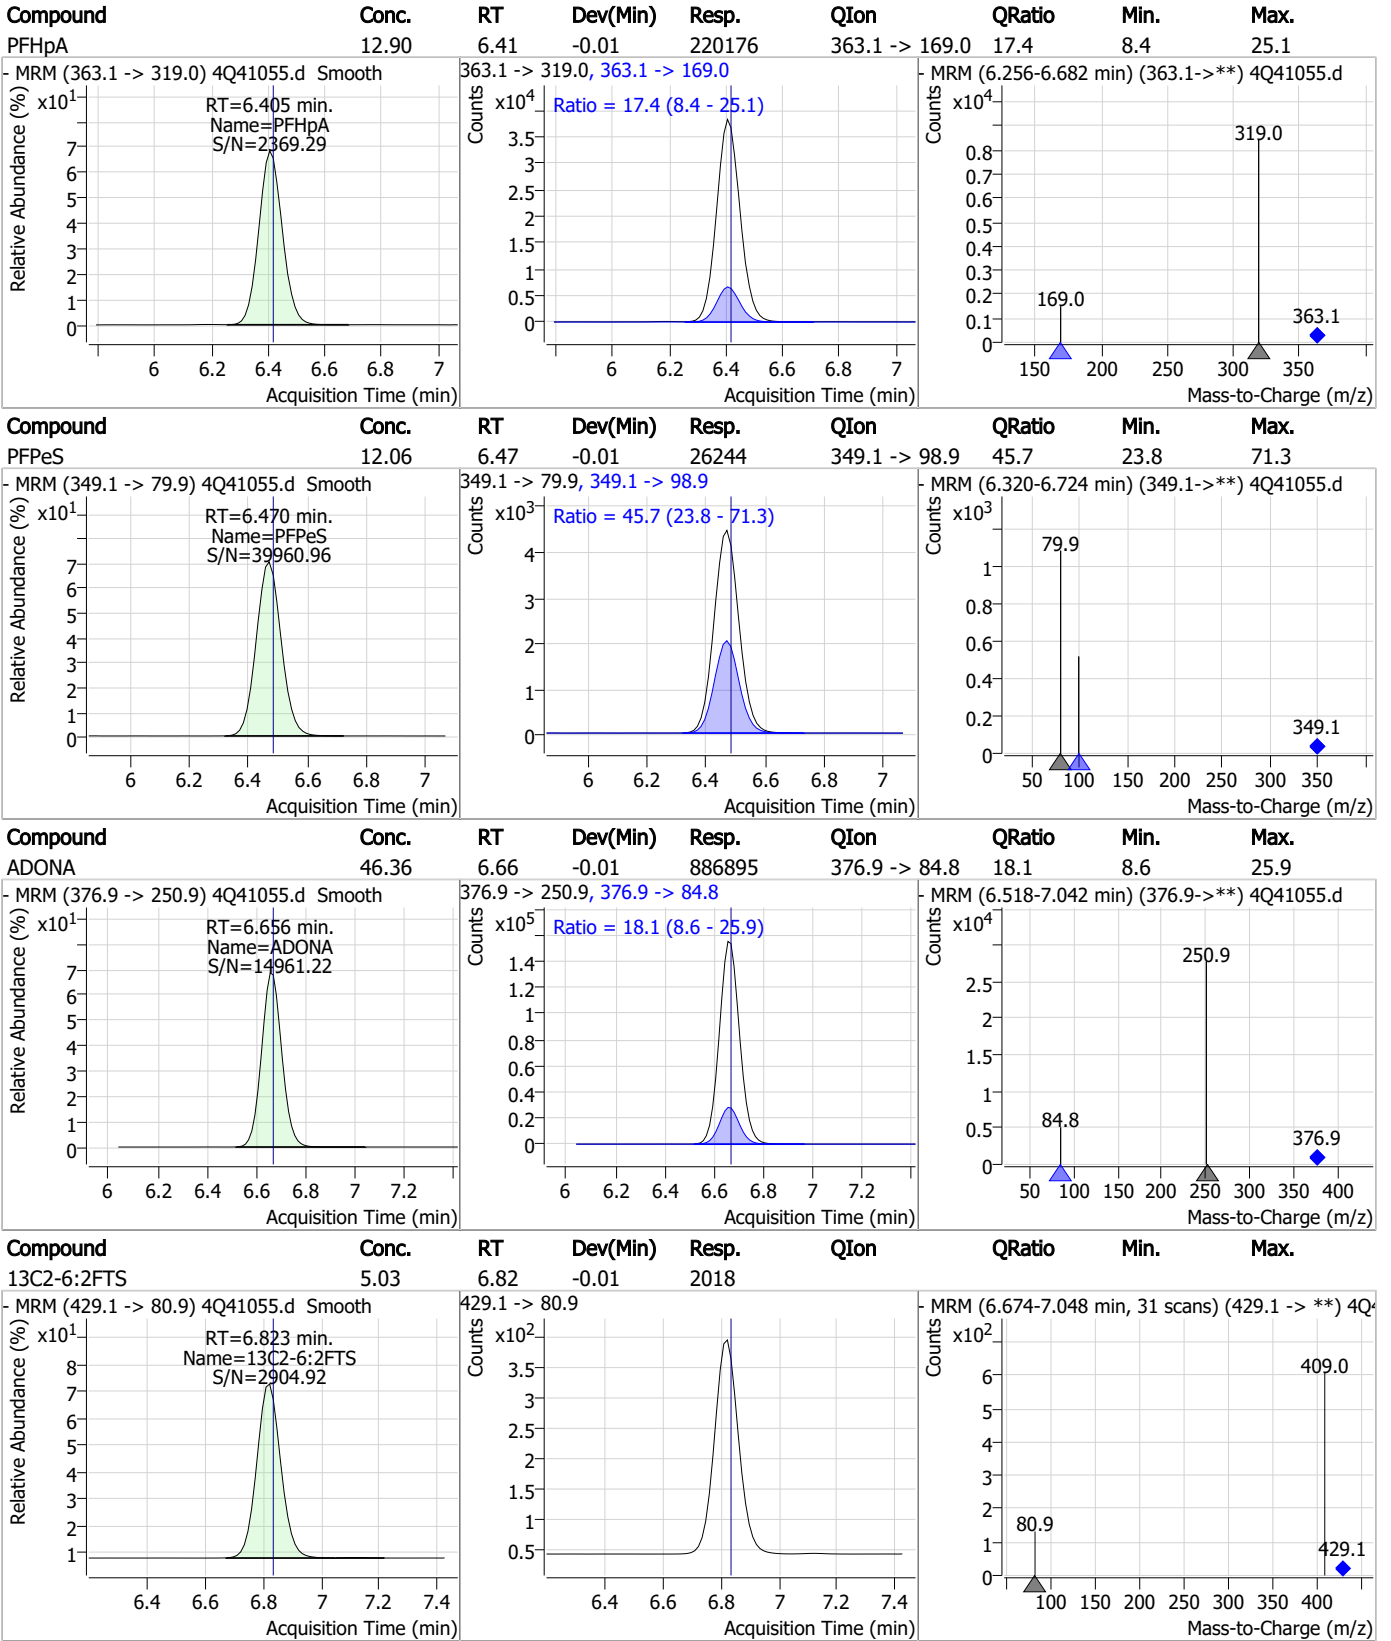 Compound Conc. RT Dev(Min) Resp. QIon QRatio Min. Max.
PFHpA 12.90 6.41 -0.01 220176 363.1 -> 169.0 17.4 8.4 25.1
- MRM (363.1 -> 319.0) 4Q41055.d Smooth
Relative Abundance (%)
x10¹
RT=6.405 min.
Name=PFHpA
S/N=2369.29
7
6
5
4
3
2
1
0
6 6.2 6.4 6.6 6.8 7
Acquisition Time (min)
363.1 -> 319.0, 363.1 -> 169.0
Counts
x10⁴
Ratio = 17.4 (8.4 - 25.1)
3.5
3
2.5
2
1.5
1
0.5
0
6 6.2 6.4 6.6 6.8 7
Acquisition Time (min)
- MRM (6.256-6.682 min) (363.1->**) 4Q41055.d
Counts
x10⁴
319.0
0.8
0.7
0.6
0.5
0.4
0.3
0.2
0.1
0
169.0
363.1
150 200 250 300 350
Mass-to-Charge (m/z)
Compound Conc. RT Dev(Min) Resp. QIon QRatio Min. Max.
PFPeS 12.06 6.47 -0.01 26244 349.1 -> 98.9 45.7 23.8 71.3
- MRM (349.1 -> 79.9) 4Q41055.d Smooth
Relative Abundance (%)
x10¹
RT=6.470 min.
Name=PFPeS
S/N=39960.96
7
6
5
4
3
2
1
0
6 6.2 6.4 6.6 6.8 7
Acquisition Time (min)
349.1 -> 79.9, 349.1 -> 98.9
Counts
x10³
Ratio = 45.7 (23.8 - 71.3)
4
3
2
1
0
6 6.2 6.4 6.6 6.8 7
Acquisition Time (min)
- MRM (6.320-6.724 min) (349.1->**) 4Q41055.d
Counts
x10³
79.9
1
0.8
0.6
0.4
0.2
0
349.1
50 100 150 200 250 300 350
Mass-to-Charge (m/z)
Compound Conc. RT Dev(Min) Resp. QIon QRatio Min. Max.
ADONA 46.36 6.66 -0.01 886895 376.9 -> 84.8 18.1 8.6 25.9
- MRM (376.9 -> 250.9) 4Q41055.d Smooth
Relative Abundance (%)
x10¹
RT=6.656 min.
Name=ADONA
S/N=14961.22
7
6
5
4
3
2
1
0
6 6.2 6.4 6.6 6.8 7 7.2
Acquisition Time (min)
376.9 -> 250.9, 376.9 -> 84.8
Counts
x10⁵
Ratio = 18.1 (8.6 - 25.9)
1.4
1.2
1
0.8
0.6
0.4
0.2
0
6 6.2 6.4 6.6 6.8 7 7.2
Acquisition Time (min)
- MRM (6.518-7.042 min) (376.9->**) 4Q41055.d
Counts
x10⁴
250.9
2.5
2
1.5
1
0.5
0
84.8
376.9
50 100 150 200 250 300 350 400
Mass-to-Charge (m/z)
Compound Conc. RT Dev(Min) Resp. QIon QRatio Min. Max.
13C2-6:2FTS 5.03 6.82 -0.01 2018
- MRM (429.1 -> 80.9) 4Q41055.d Smooth
Relative Abundance (%)
x10¹
RT=6.823 min.
Name=13C2-6:2FTS
S/N=2904.92
8
7
6
5
4
3
2
1
6.4 6.6 6.8 7 7.2 7.4
Acquisition Time (min)
429.1 -> 80.9
Counts
x10²
3.5
3
2.5
2
1.5
1
0.5
6.4 6.6 6.8 7 7.2 7.4
Acquisition Time (min)
- MRM (6.674-7.048 min, 31 scans) (429.1 -> **) 4Q4
Counts
x10²
409.0
6
5
4
3
2
1
0
80.9
429.1
100 150 200 250 300 350 400
Mass-to-Charge (m/z)